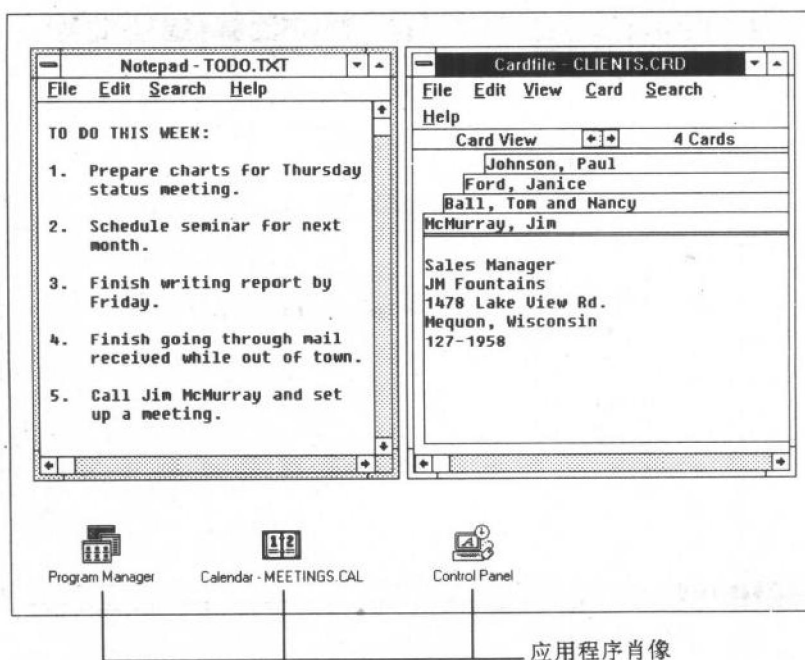 Notepad - TODO.TXT
File Edit Search Help
TO DO THIS WEEK:
1. Prepare charts for Thursday
status meeting.
2. Schedule seminar for next
month.
3. Finish writing report by
Friday.
4. Finish going through mail
received while out of town.
5. Call Jim McMurray and set
up a meeting.
Cardfile - CLIENTS.CRD
File Edit View Card Search
Help
Card View 4 Cards
Johnson, Paul
Ford, Janice
Ball, Tom and Nancy
McMurray, Jim
Sales Manager
JM Fountains
1478 Lake View Rd.
Mequon, Wisconsin
127-1958
Program Manager
Calendar - MEETINGS.CAL
Control Panel
应用程序肖像